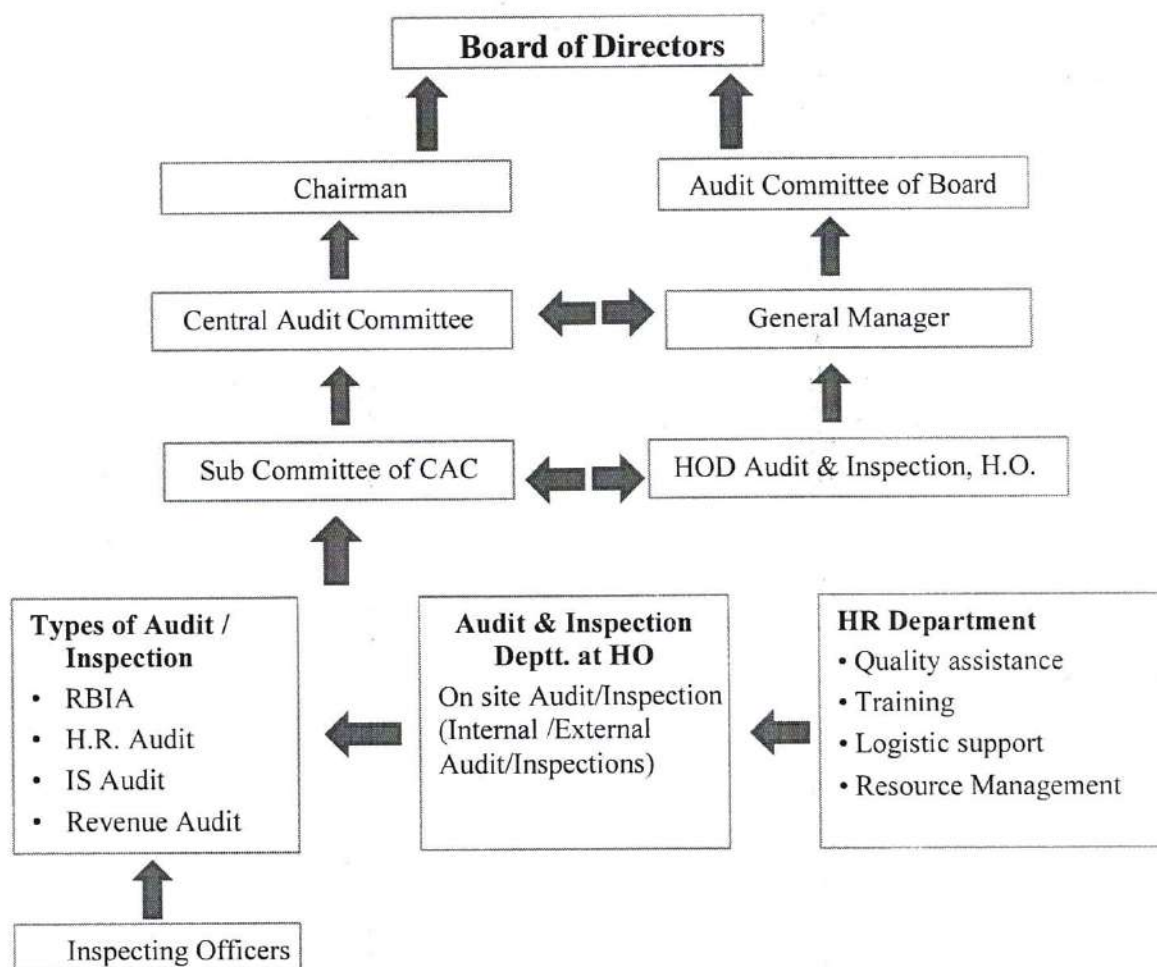 Board of Directors
Chairman
Audit Committee of Board
Central Audit Committee
General Manager
Sub Committee of CAC
HOD Audit & Inspection, H.O.
Types of Audit /
Inspection
• RBIA
• H.R. Audit
• IS Audit
• Revenue Audit
Audit & Inspection
Deptt. at HO
On site Audit/Inspection
(Internal /External
Audit/Inspections)
HR Department
• Quality assistance
• Training
• Logistic support
• Resource Management
Inspecting Officers